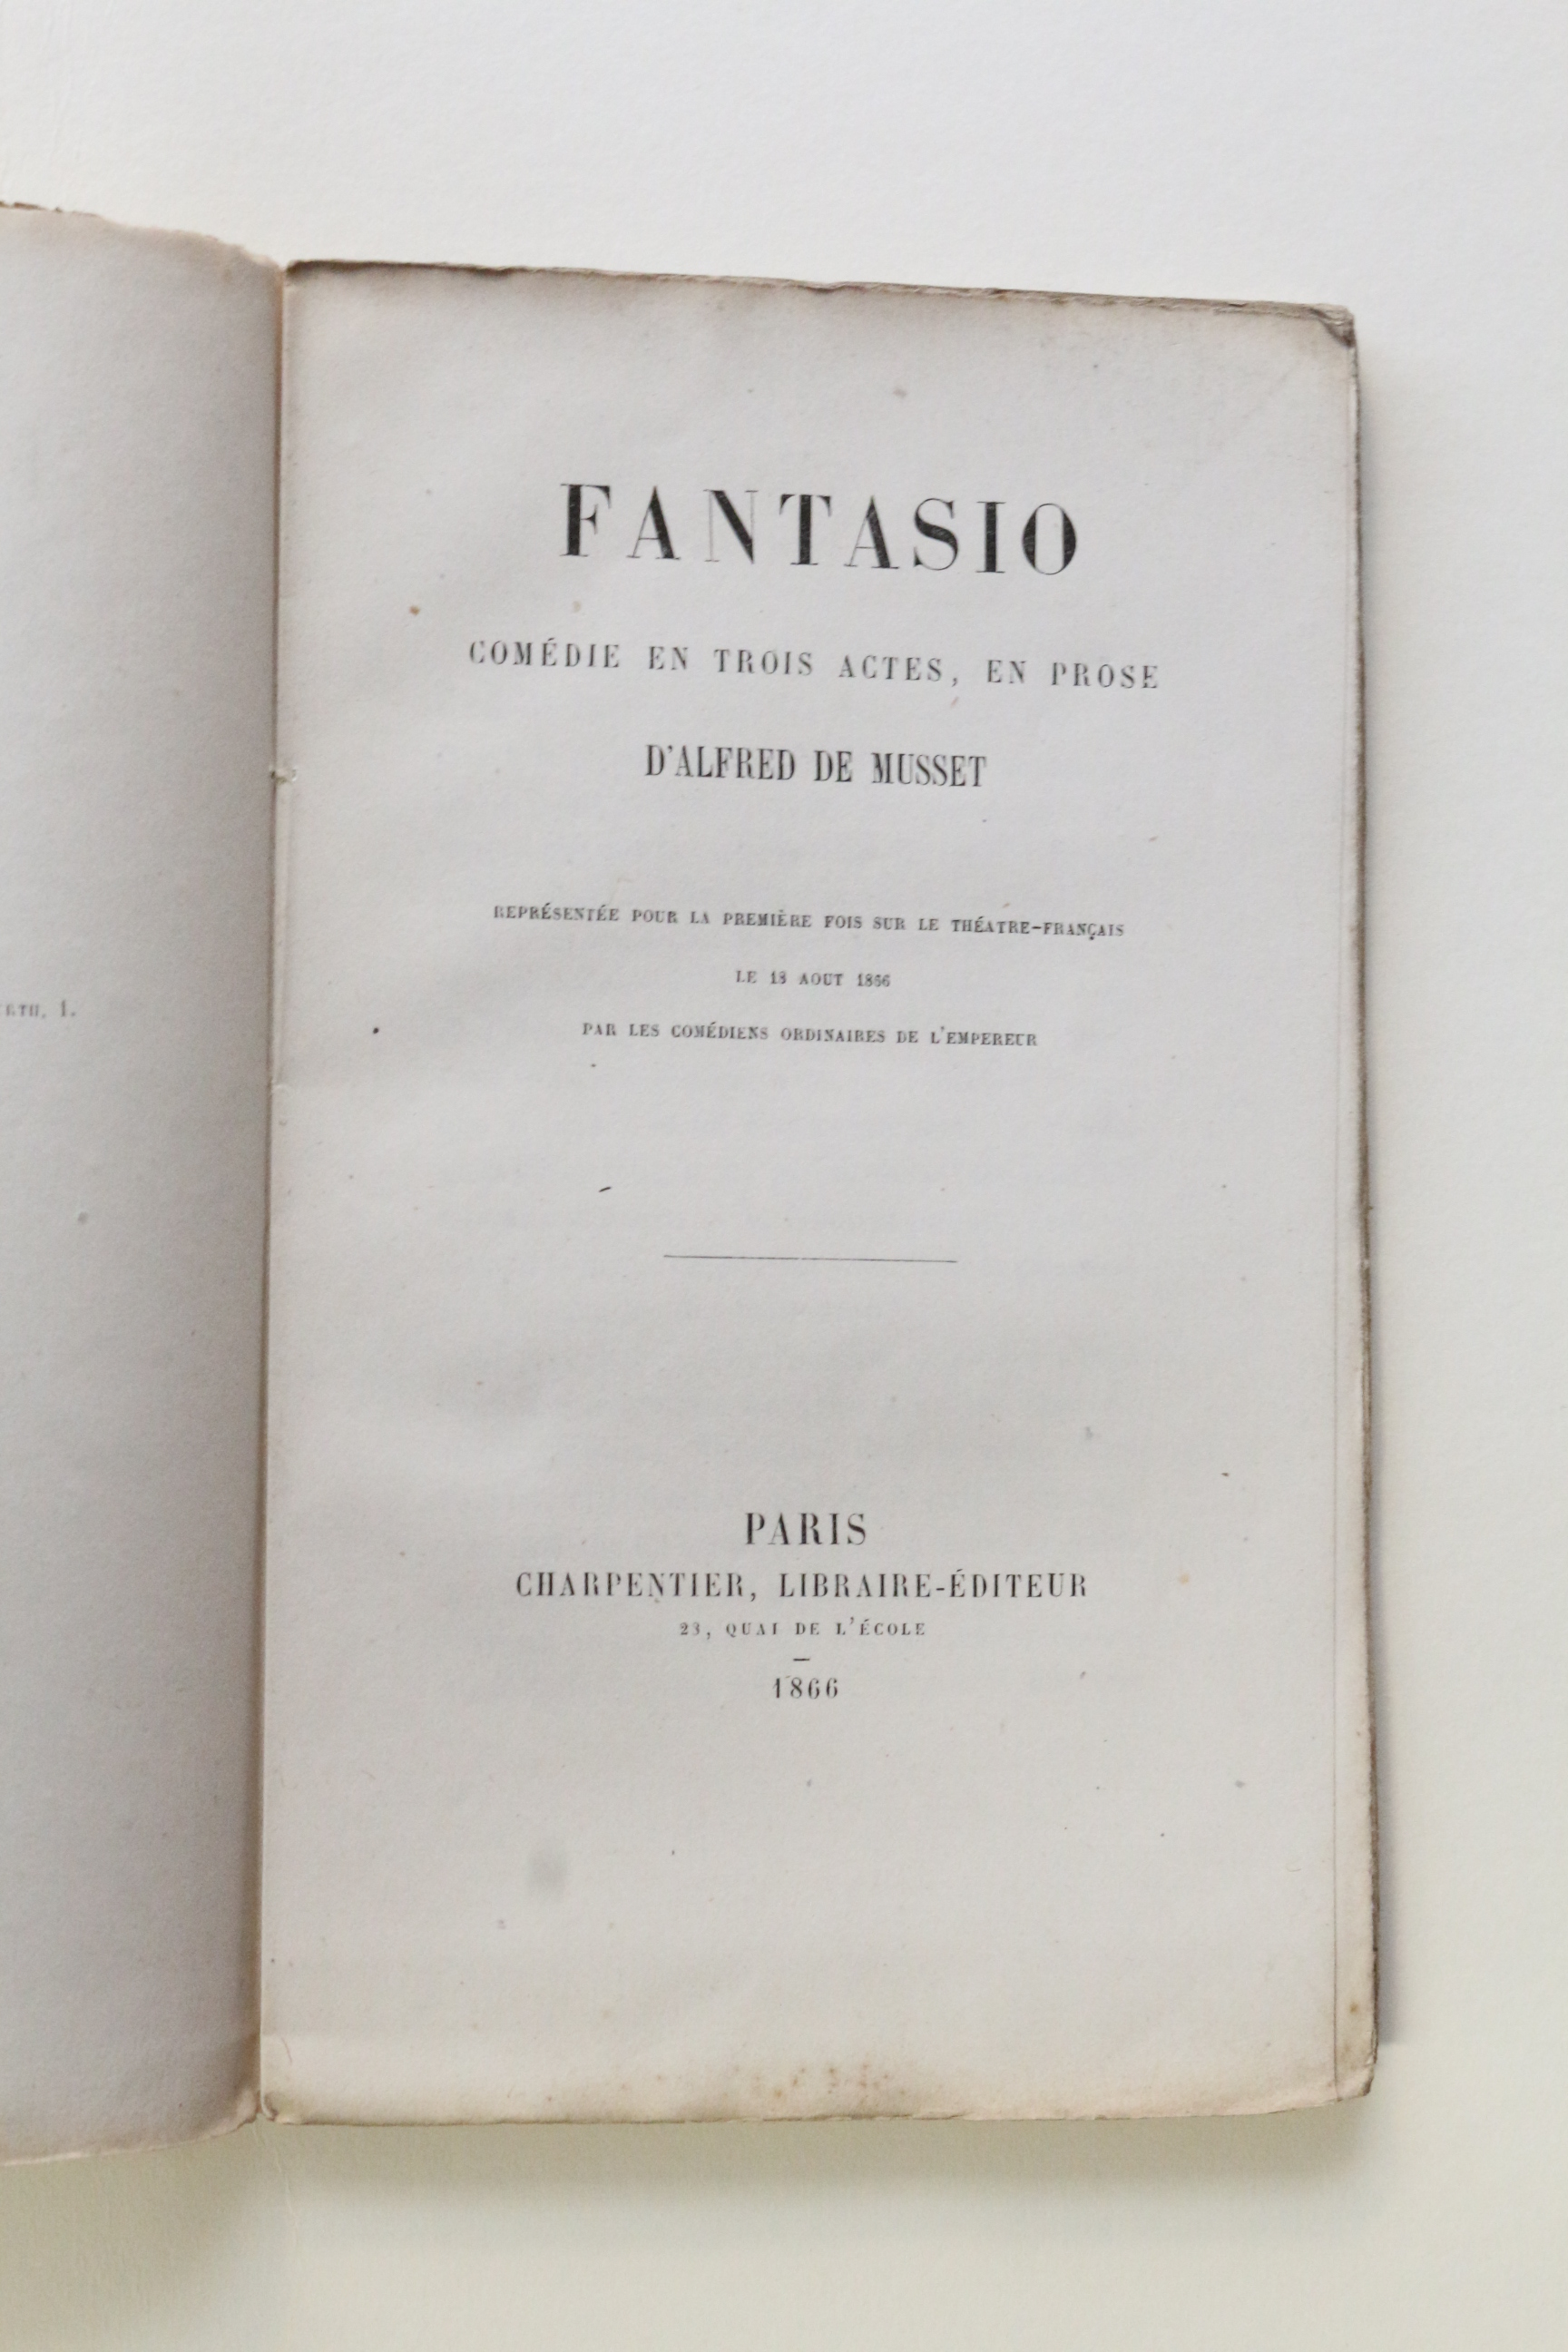 FANTASIO
COMÉDIE EN TROIS ACTES, EN PROSE
D'ALFRED DE MUSSET
REPRÉSENTÉE POUR LA PREMIÈRE FOIS SUR LE THÉATRE-FRANÇAIS
LE 18 AOUT 1866
PAR LES COMÉDIENS ORDINAIRES DE L'EMPEREUR
PARIS
CHARPENTIER, LIBRAIRE-ÉDITEUR
28, QUAI DE L'ÉCOLE
1866